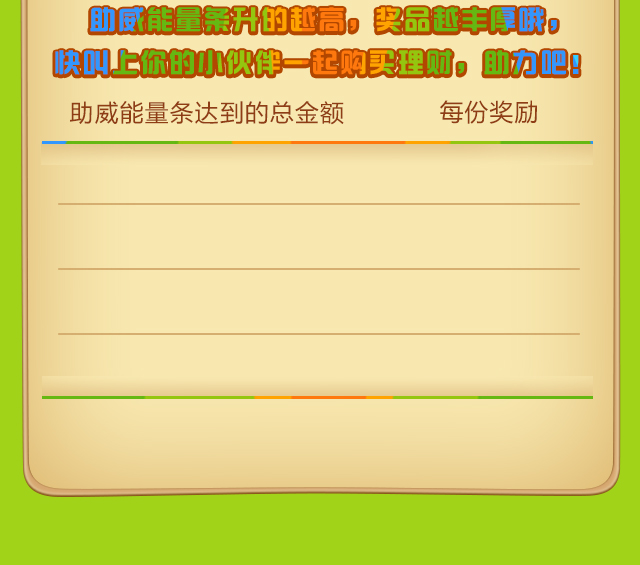 助威能量条升的越高，奖品越丰厚哦，
快叫上你的小伙伴一起购买理财，助力吧！
助威能量条达到的总金额 每份奖励